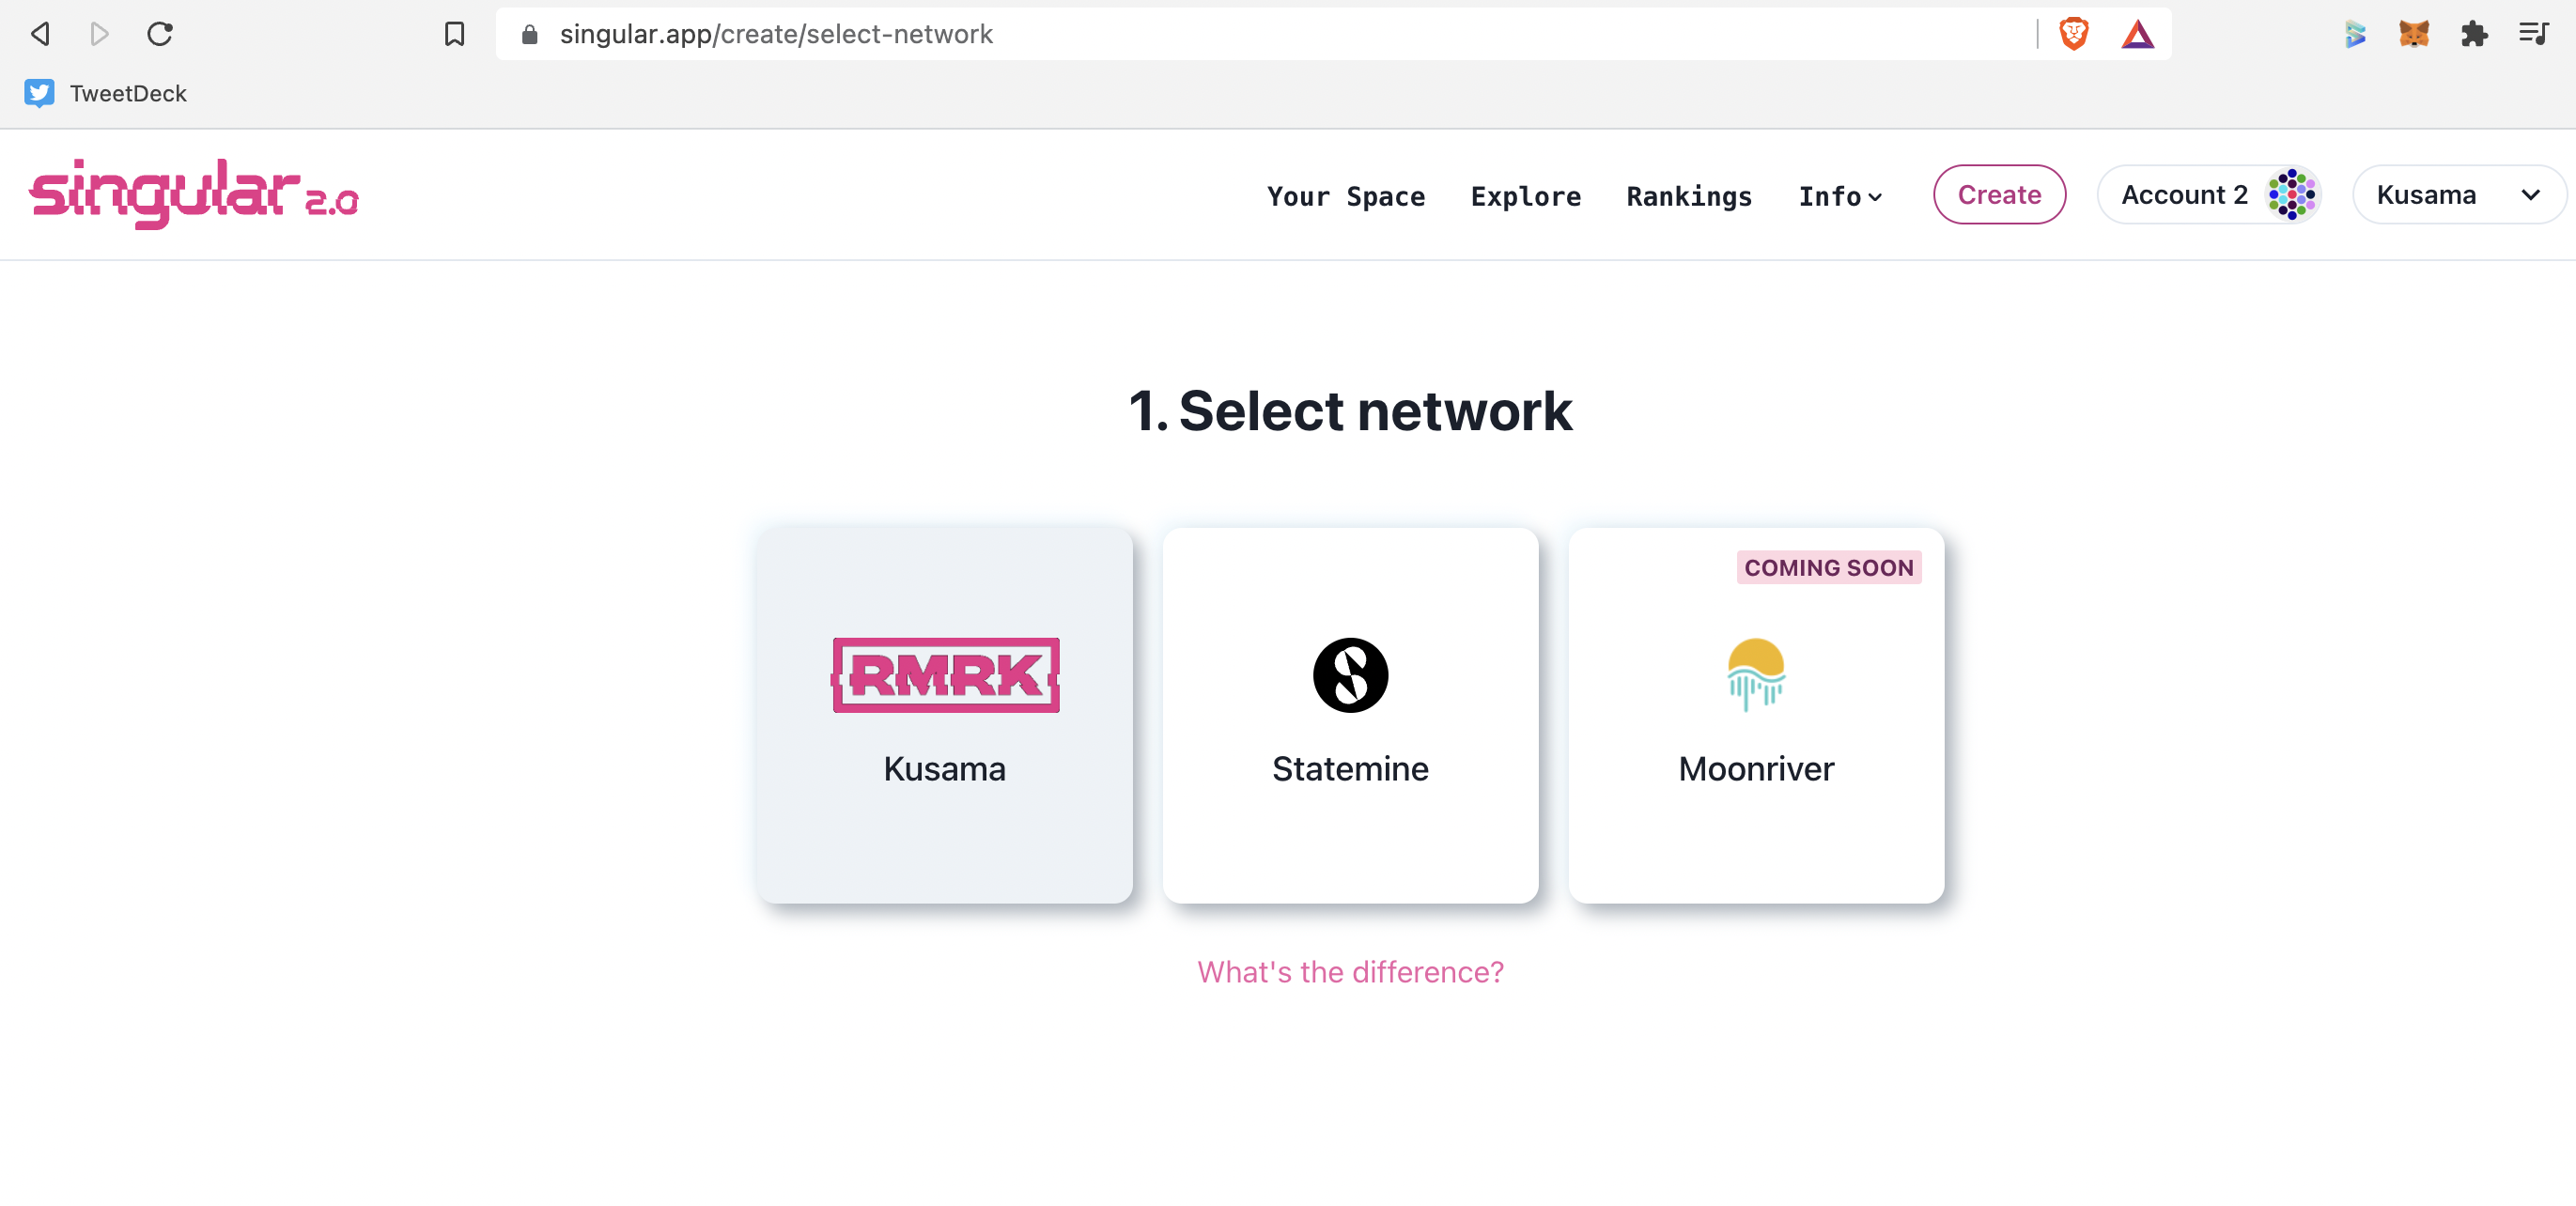 singular.app/create/select-network
TweetDeck
singular 2.0
Your Space Explore Rankings Info Create Account 2 Kusama
1. Select network
COMING SOON
RMRK
Kusama Statemine Moonriver
What's the difference?